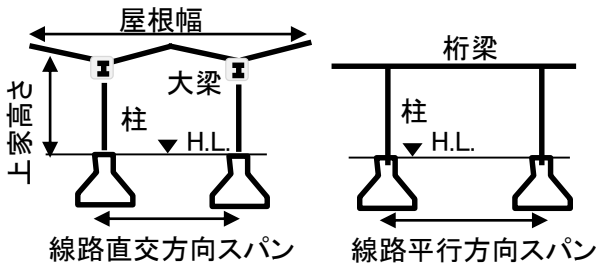 屋根幅
大梁
上家高さ
柱
H.L.
線路直交方向スパン
桁梁
柱
H.L.
線路平行方向スパン